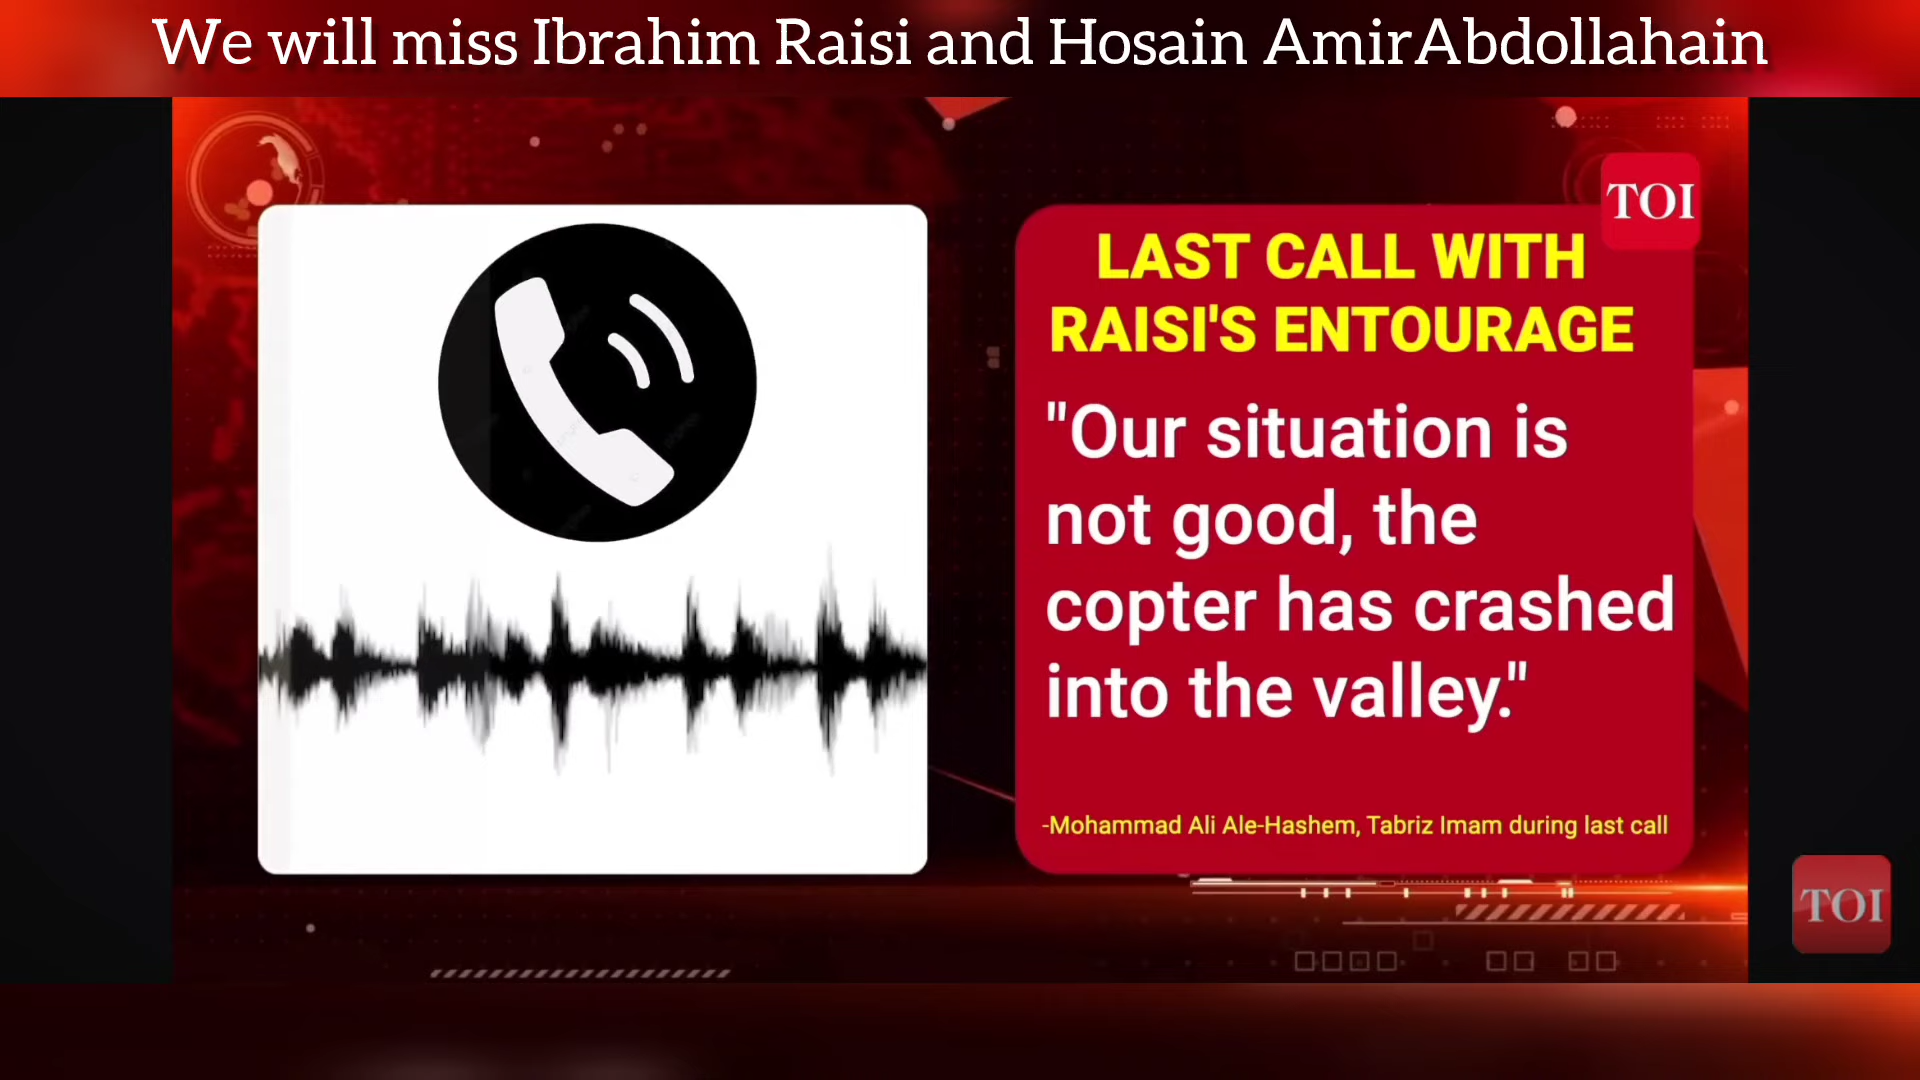 We will miss Ibrahim Raisi and Hosain AmirAbdollahain
TOI
LAST CALL WITH
RAISI'S ENTOURAGE
"Our situation is
not good, the
copter has crashed
into the valley."
-Mohammad Ali Ale-Hashem, Tabriz Imam during last call
TOI